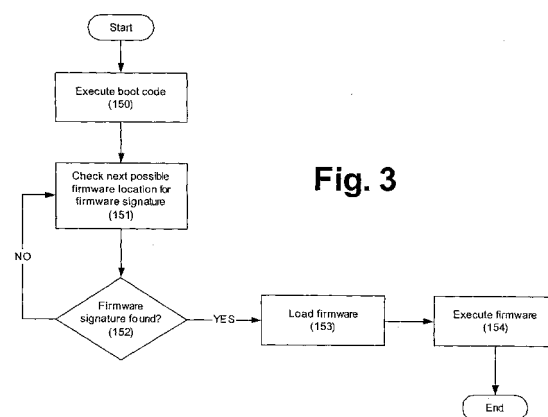 Start
Execute boot code
(150)
Check next possible
firmware location for
firmware signature
(151)
Fig. 3
NO
Firmware
signature found?
(152)
YES
Load firmware
(153)
Execute firmware
(154)
End